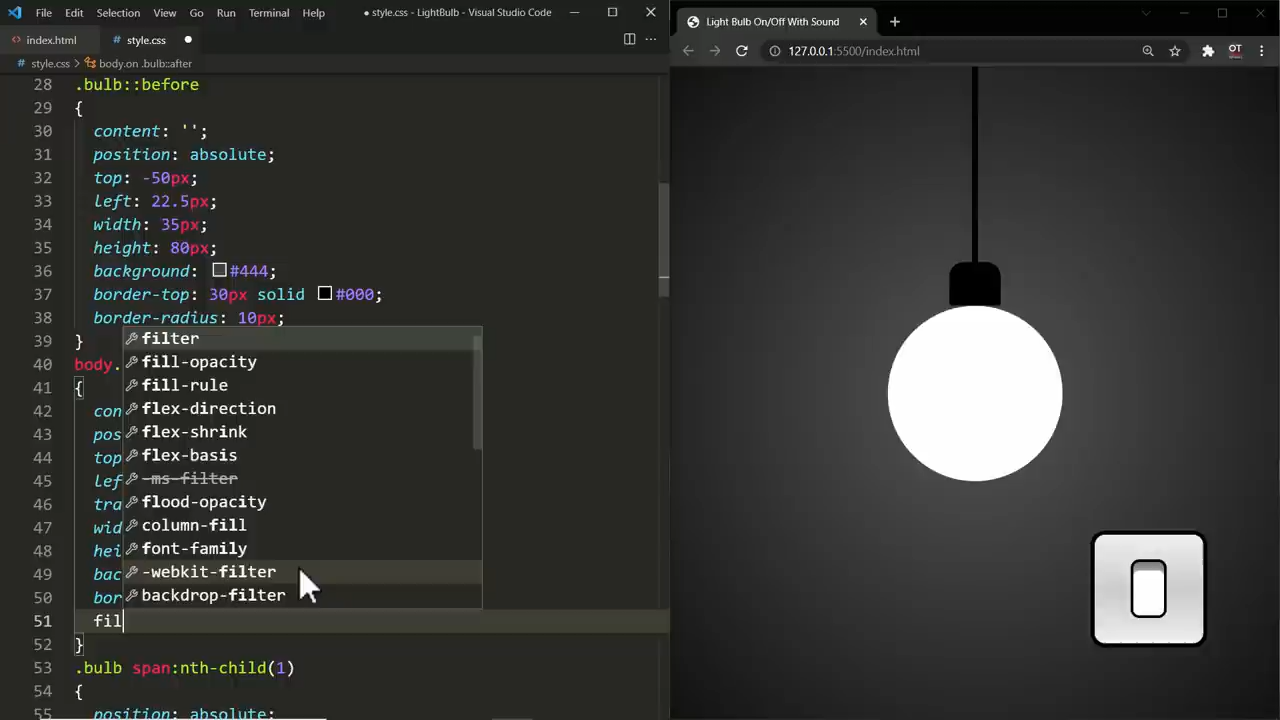 File Edit Selection View Go Run Terminal Help ● style.css - LightBulb - Visual Studio Code
index.html style.css
style.css > body.on .bulb::after
28 .bulb::before
29 {
30 content: '';
31 position: absolute;
32 top: -50px;
33 left: 22.5px;
34 width: 35px;
35 height: 80px;
36 background: #444;
37 border-top: 30px solid #000;
38 border-radius: 10px;
39 }
40 body.
41 {
42 con
43 pos
44 top
45 lef
46 tra
47 wid
48 hei
49 bac
50 bor
51 fil
52 }
53 .bulb span:nth-child(1)
54 {
55 position: absolute;
filter
fill-opacity
fill-rule
flex-direction
flex-shrink
flex-basis
-ms-filter
flood-opacity
column-fill
font-family
-webkit-filter
backdrop-filter
Light Bulb On/Off With Sound
127.0.0.1:5500/index.html
OT